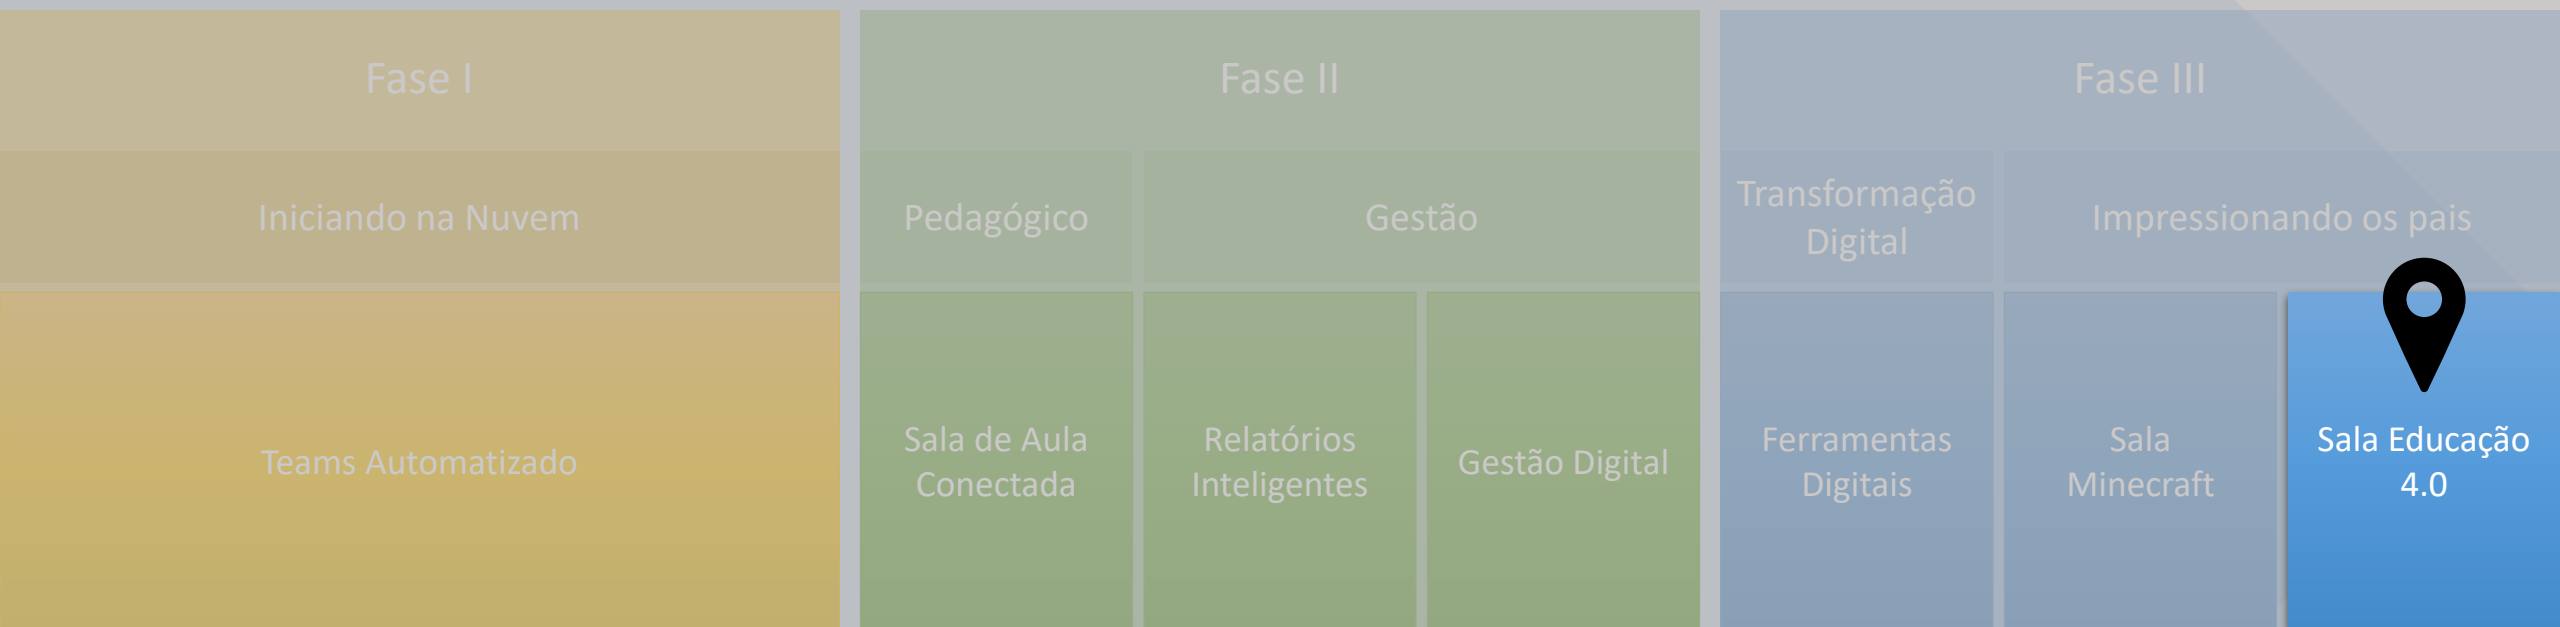 Fase I
Iniciando na Nuvem
Teams Automatizado
Fase II
Pedagógico
Gestão
Sala de Aula
Conectada
Relatórios
Inteligentes
Gestão Digital
Fase III
Transformação
Digital
Impressionando os pais
Ferramentas
Digitais
Sala
Minecraft
Sala Educação
4.0